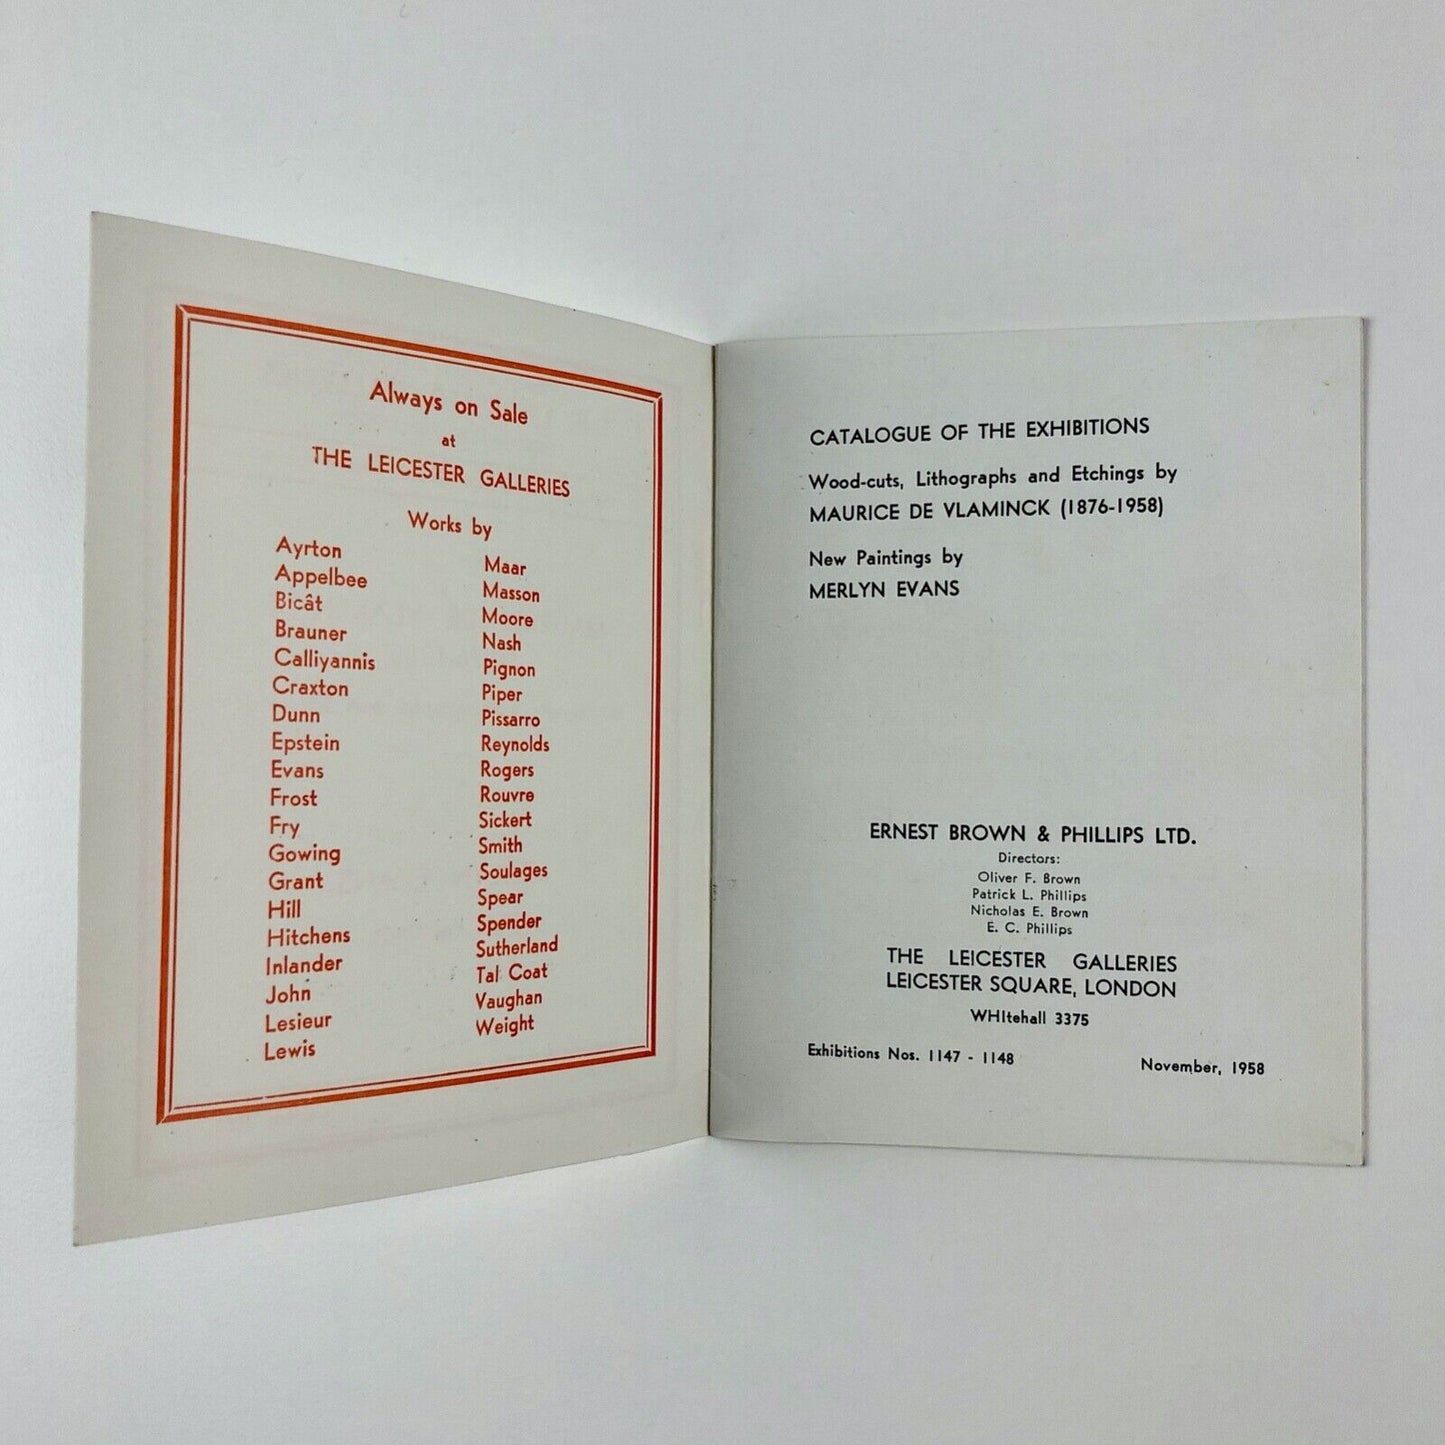 Always on Sale
at
THE LEICESTER GALLERIES
Works by
Ayrton
Appelbee
Bicât
Brauner
Calliyannis
Craxton
Dunn
Epstein
Evans
Frost
Fry
Gowing
Grant
Hill
Hitchens
Inlander
John
Lesieur
Lewis
Maar
Masson
Moore
Nash
Pignon
Piper
Pissarro
Reynolds
Rogers
Rouvre
Sickert
Smith
Soulages
Spear
Spender
Sutherland
Tal Coat
Vaughan
Weight
CATALOGUE OF THE EXHIBITIONS
Wood-cuts, Lithographs and Etchings by
MAURICE DE VLAMINCK (1876-1958)
New Paintings by
MERLYN EVANS
ERNEST BROWN & PHILLIPS LTD.
Directors:
Oliver F. Brown
Patrick L. Phillips
Nicholas E. Brown
E. C. Phillips
THE LEICESTER GALLERIES
LEICESTER SQUARE, LONDON
WHItehall 3375
Exhibitions Nos. 1147 - 1148 November, 1958